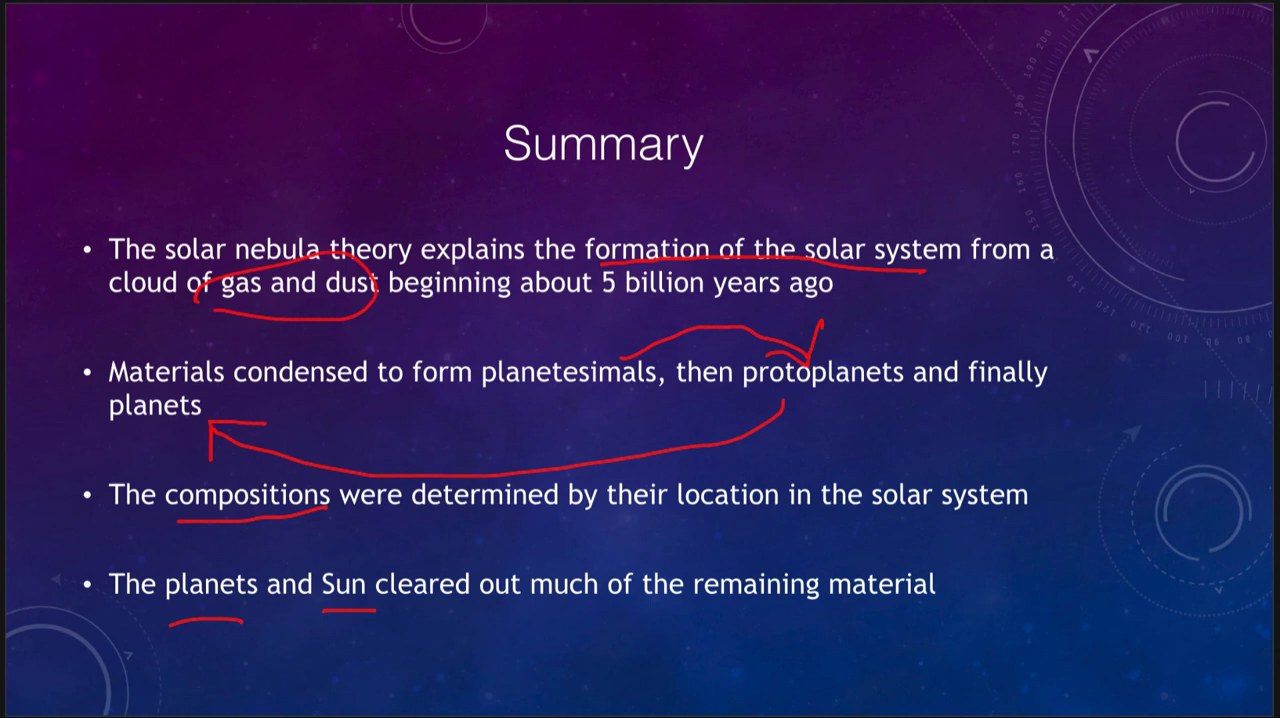 Summary
• The solar nebula theory explains the formation of the solar system from a
cloud of gas and dust beginning about 5 billion years ago
• Materials condensed to form planetesimals, then protoplanets and finally
planets
• The compositions were determined by their location in the solar system
• The planets and Sun cleared out much of the remaining material